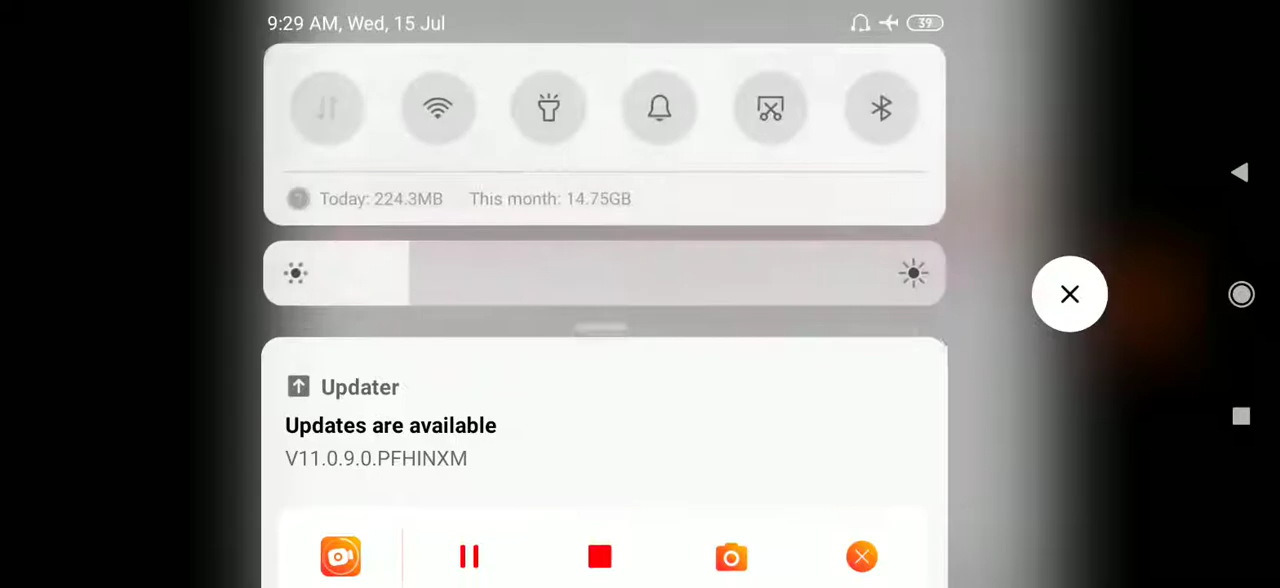 9:29 AM, Wed, 15 Jul
39
Today: 224.3MB This month: 14.75GB
Updater
Updates are available
V11.0.9.0.PFHINXM